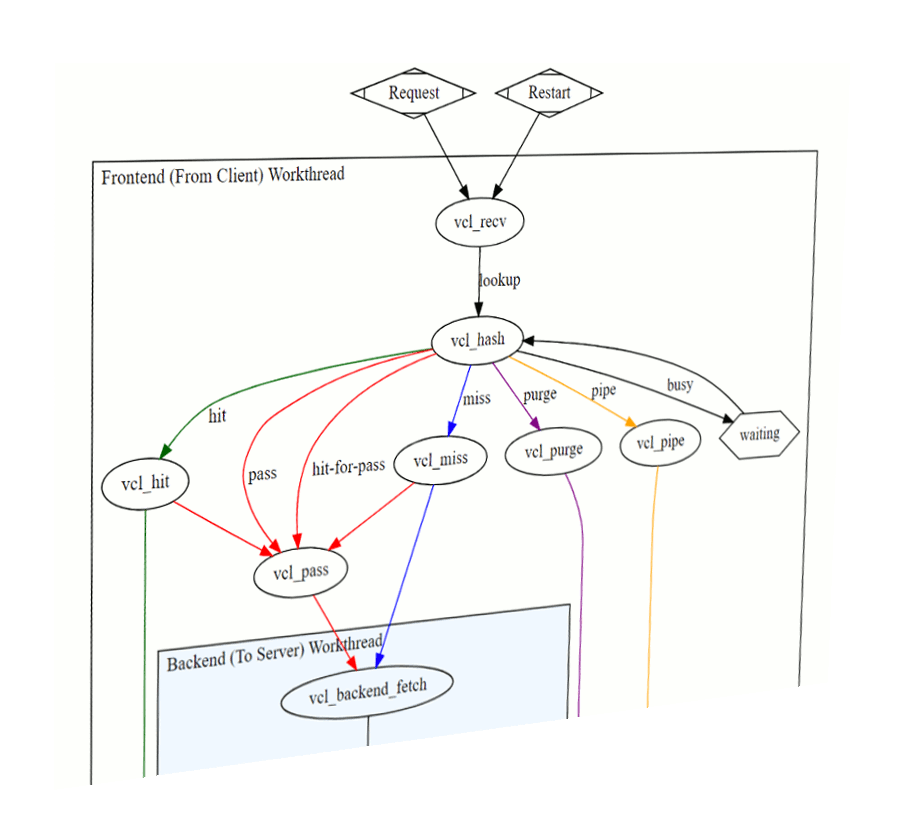 Request
Restart
Frontend (From Client) Workthread
vcl_recv
lookup
vcl_hash
hit
pass
hit-for-pass
miss
purge
pipe
busy
vcl_hit
vcl_miss
vcl_purge
vcl_pipe
waiting
vcl_pass
Backend (To Server) Workthread
vcl_backend_fetch